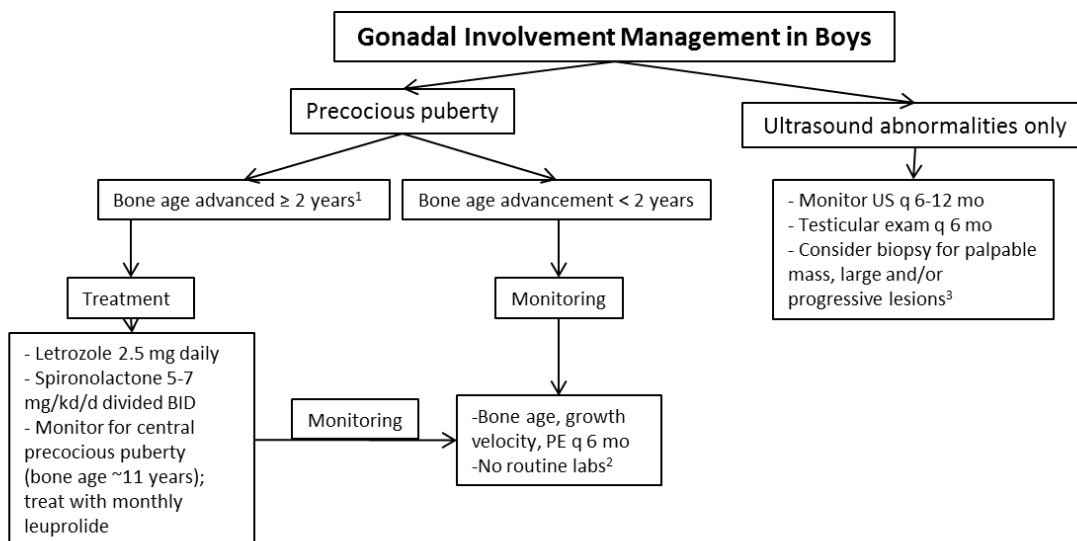 Gonadal Involvement Management in Boys
Precocious puberty
Ultrasound abnormalities only
Bone age advanced ≥ 2 years¹
Bone age advancement < 2 years
- Monitor US q 6-12 mo
- Testicular exam q 6 mo
- Consider biopsy for palpable
mass, large and/or
progressive lesions³
Treatment
Monitoring
- Letrozole 2.5 mg daily
- Spironolactone 5-7
mg/kd/d divided BID
- Monitor for central
precocious puberty
(bone age ~11 years);
treat with monthly
leuprolide
Monitoring
-Bone age, growth
velocity, PE q 6 mo
-No routine labs²